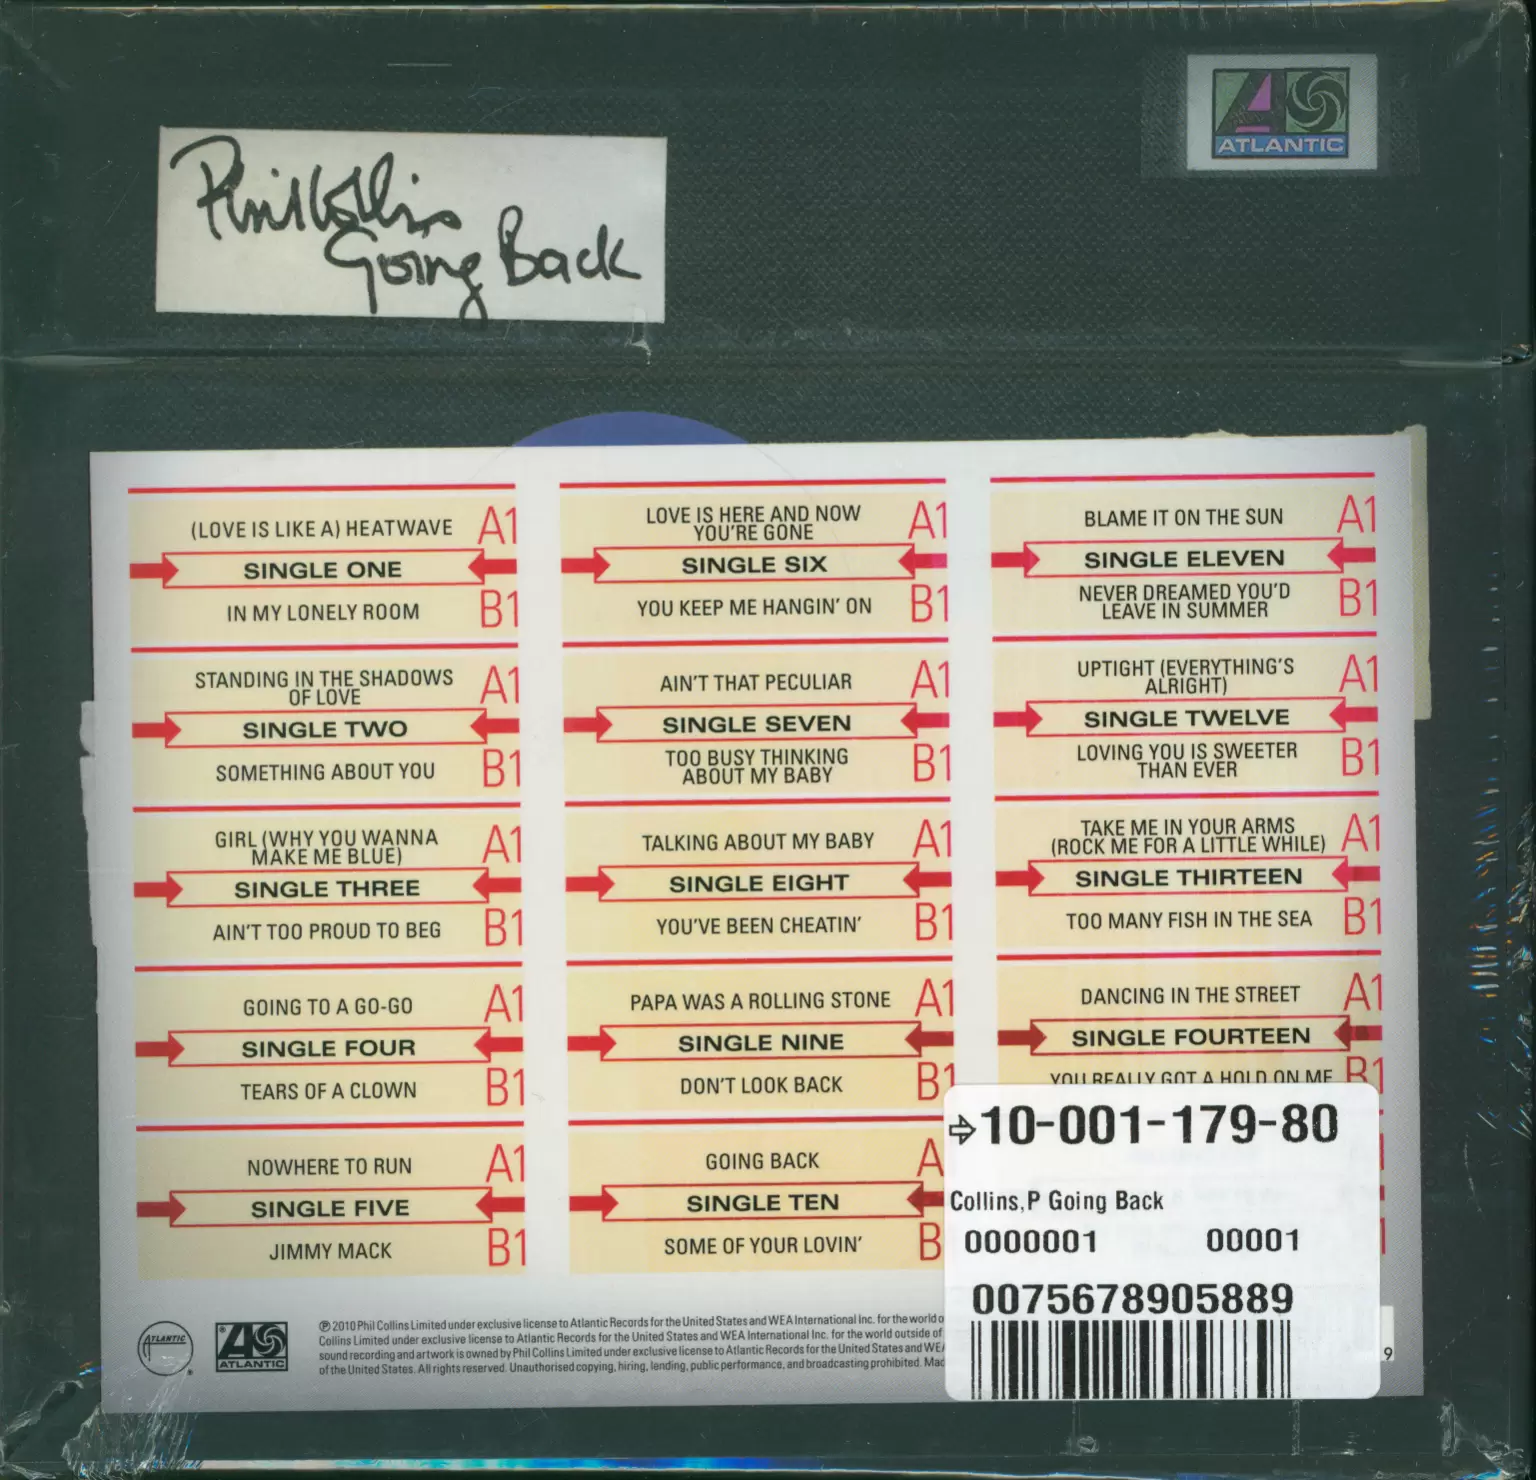 Phil Collins
Going Back
ATLANTIC
(LOVE IS LIKE A) HEATWAVE A1
SINGLE ONE
IN MY LONELY ROOM B1
STANDING IN THE SHADOWS
OF LOVE A1
SINGLE TWO
SOMETHING ABOUT YOU B1
GIRL (WHY YOU WANNA
MAKE ME BLUE) A1
SINGLE THREE
AIN'T TOO PROUD TO BEG B1
GOING TO A GO-GO A1
SINGLE FOUR
TEARS OF A CLOWN B1
NOWHERE TO RUN A1
SINGLE FIVE
JIMMY MACK B1
LOVE IS HERE AND NOW
YOU'RE GONE A1
SINGLE SIX
YOU KEEP ME HANGIN' ON B1
AIN'T THAT PECULIAR A1
SINGLE SEVEN
TOO BUSY THINKING
ABOUT MY BABY B1
TALKING ABOUT MY BABY A1
SINGLE EIGHT
YOU'VE BEEN CHEATIN' B1
PAPA WAS A ROLLING STONE A1
SINGLE NINE
DON'T LOOK BACK B1
GOING BACK A
SINGLE TEN
SOME OF YOUR LOVIN' B
BLAME IT ON THE SUN A1
SINGLE ELEVEN
NEVER DREAMED YOU'D
LEAVE IN SUMMER B1
UPTIGHT (EVERYTHING'S
ALRIGHT) A1
SINGLE TWELVE
LOVING YOU IS SWEETER
THAN EVER B1
TAKE ME IN YOUR ARMS
(ROCK ME FOR A LITTLE WHILE) A1
SINGLE THIRTEEN
TOO MANY FISH IN THE SEA B1
DANCING IN THE STREET A1
SINGLE FOURTEEN
YOU REALLY GOT A HOLD ON ME B1
10-001-179-80
Collins,P Going Back
0000001 00001
0075678905889
9
ATLANTIC
ATLANTIC
℗ 2010 Phil Collins Limited under exclusive license to Atlantic Records for the United States and WEA International Inc. for the world o
Collins Limited under exclusive license to Atlantic Records for the United States and WEA International Inc. for the world outside of
sound recording and artwork is owned by Phil Collins Limited under exclusive license to Atlantic Records for the United States and WE
of the United States. All rights reserved. Unauthorised copying, hiring, lending, public performance, and broadcasting prohibited. Mad